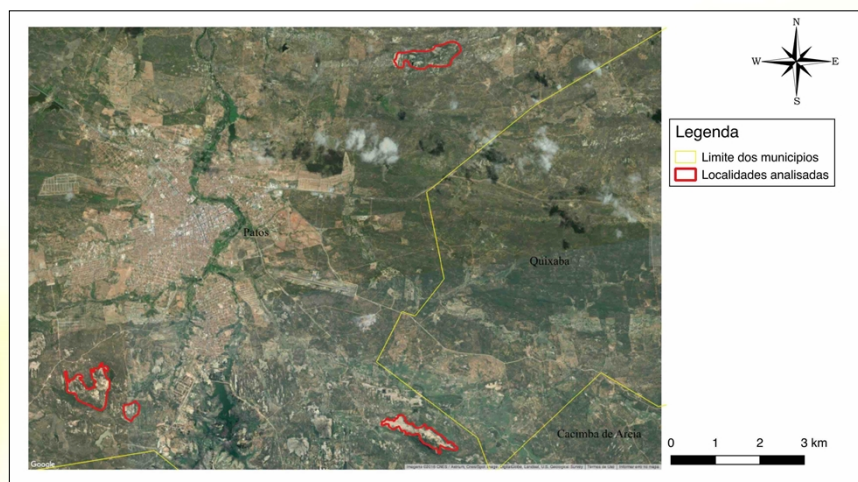 N
W E
S
Legenda
Limite dos municipios
Localidades analisadas
Patos
Quixaba
Cacimba de Areia
0 1 2 3 km
Google